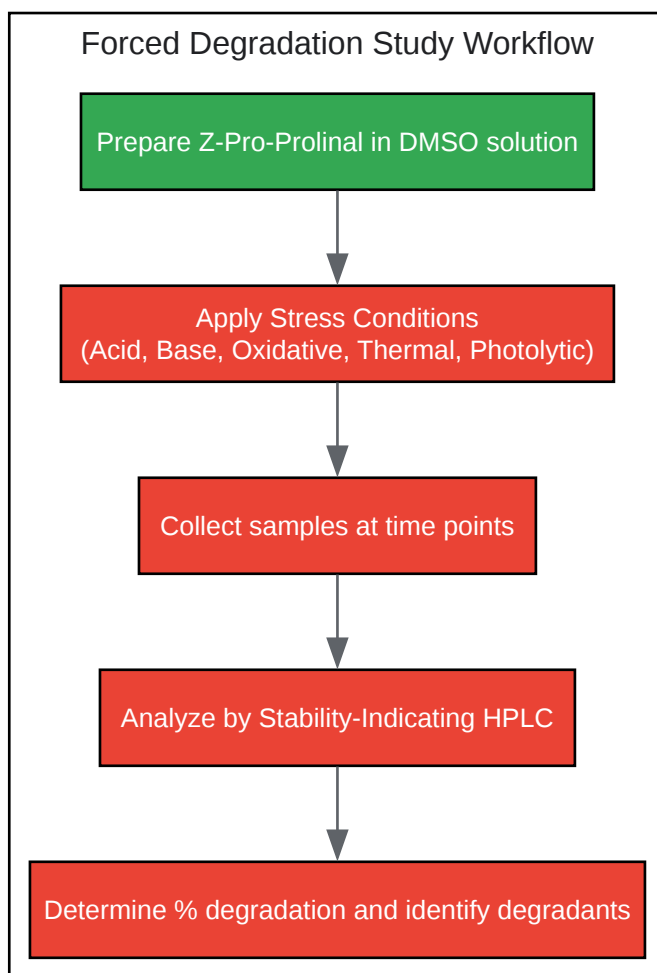 Forced Degradation Study Workflow
Prepare Z-Pro-Prolinal in DMSO solution
Apply Stress Conditions
(Acid, Base, Oxidative, Thermal, Photolytic)
Collect samples at time points
Analyze by Stability-Indicating HPLC
Determine % degradation and identify degradants